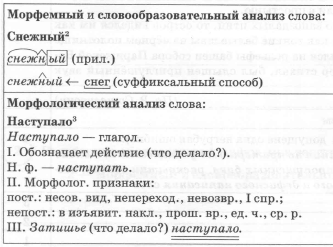 Морфемный и словообразовательный анализ слова:
Снежный²
снежный (прил.)
снежный ← снег (суффиксальный способ)
Морфологический анализ слова:
Наступало³
Наступало — глагол.
I. Обозначает действие (что делало?).
Н. ф. — наступать.
II. Морфолог. признаки:
пост.: несов. вид, непереход., невозвр., I спр.;
непост.: в изъявит. накл., прош. вр., ед. ч., ср. р.
III. Затишье (что делало?) наступало.